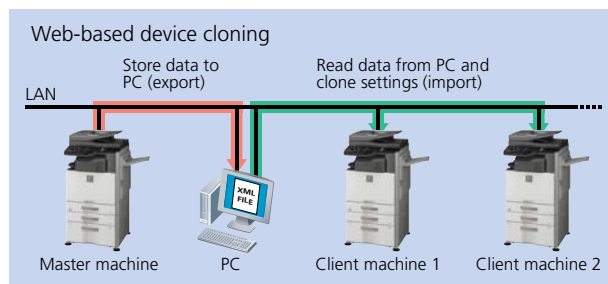 Web-based device cloning
Store data to
PC (export)
Read data from PC and
clone settings (import)
LAN
XML
FILE
Master machine
PC
Client machine 1
Client machine 2